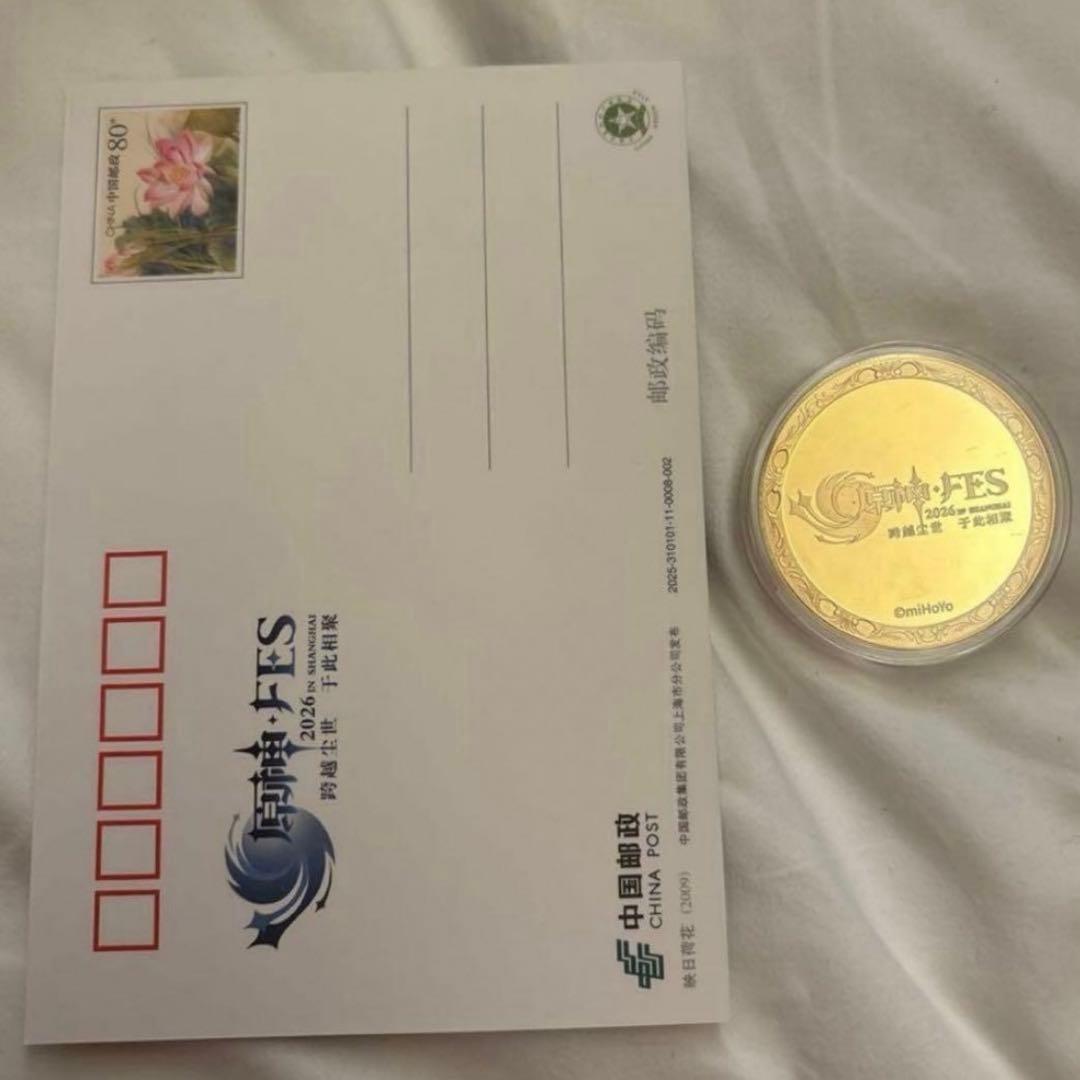 CHINA 中国邮政 80分
原神·FES
2026 IN SHANGHAI
跨越尘世 于此相聚
邮政编码
中国邮政
CHINA POST
映日荷花 (2009) 中国邮政集团有限公司上海市分公司发布 2025-310101-11-0008-002
原神·FES
2026 IN SHANGHAI
跨越尘世 于此相聚
©miHoYo